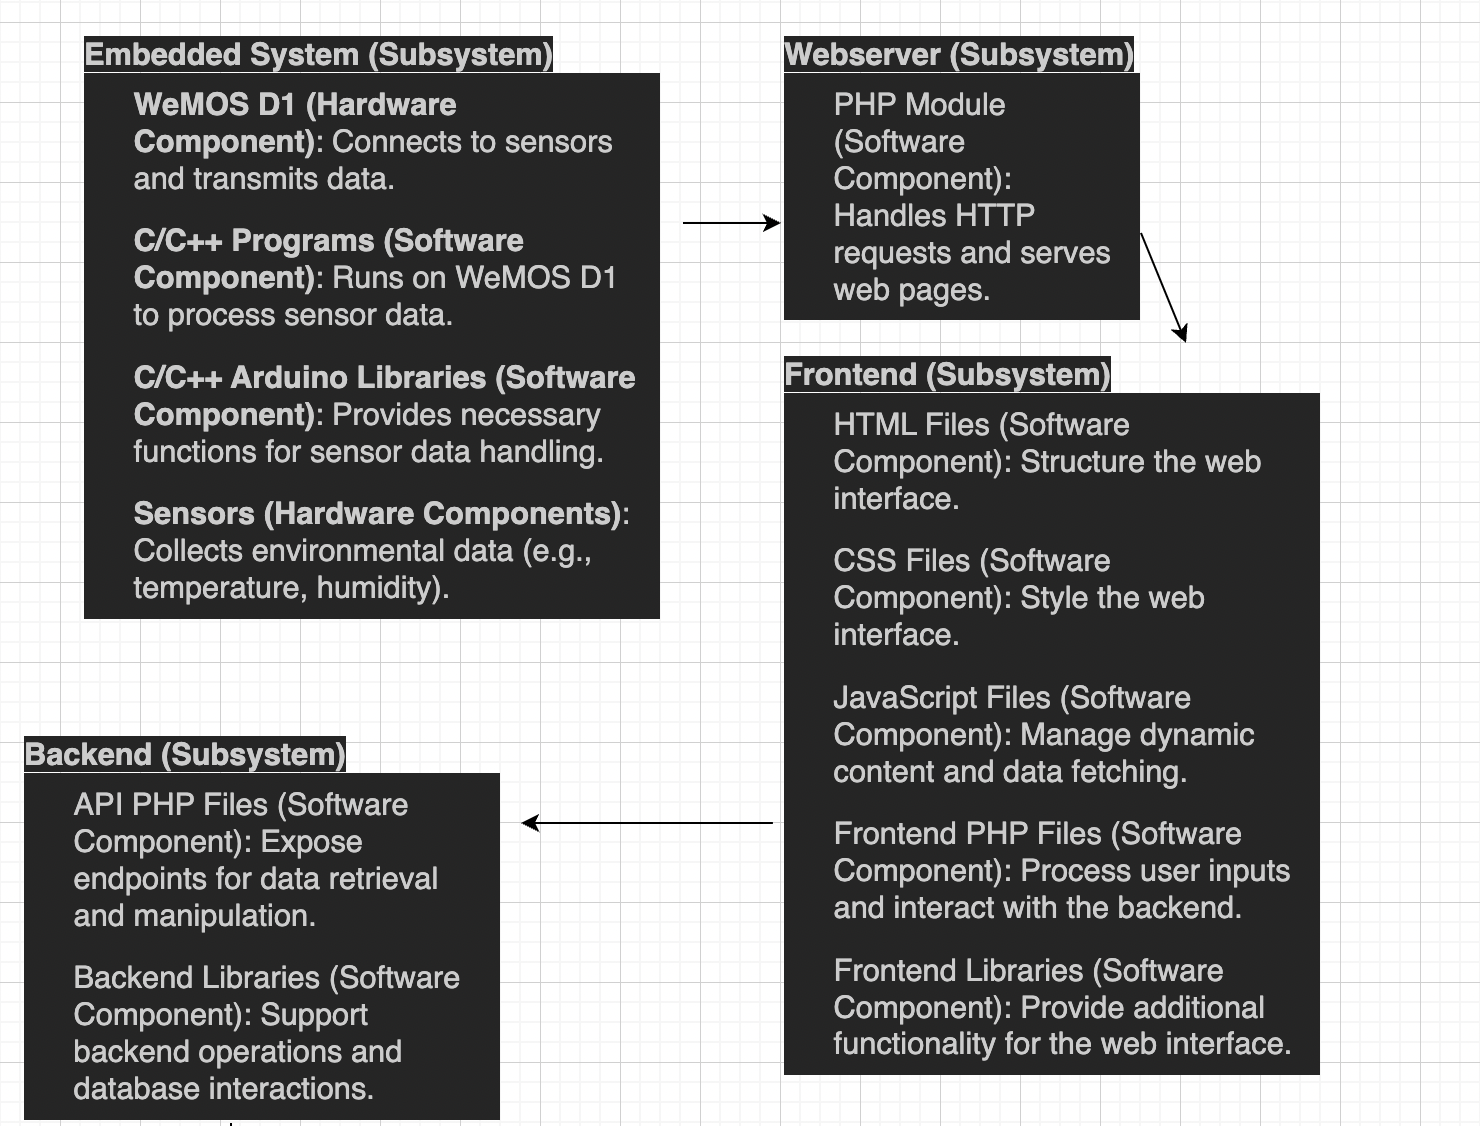 Embedded System (Subsystem)
WeMOS D1 (Hardware
Component): Connects to sensors
and transmits data.
C/C++ Programs (Software
Component): Runs on WeMOS D1
to process sensor data.
C/C++ Arduino Libraries (Software
Component): Provides necessary
functions for sensor data handling.
Sensors (Hardware Components):
Collects environmental data (e.g.,
temperature, humidity).
Webserver (Subsystem)
PHP Module
(Software
Component):
Handles HTTP
requests and serves
web pages.
Frontend (Subsystem)
HTML Files (Software
Component): Structure the web
interface.
CSS Files (Software
Component): Style the web
interface.
JavaScript Files (Software
Component): Manage dynamic
content and data fetching.
Frontend PHP Files (Software
Component): Process user inputs
and interact with the backend.
Frontend Libraries (Software
Component): Provide additional
functionality for the web interface.
Backend (Subsystem)
API PHP Files (Software
Component): Expose
endpoints for data retrieval
and manipulation.
Backend Libraries (Software
Component): Support
backend operations and
database interactions.